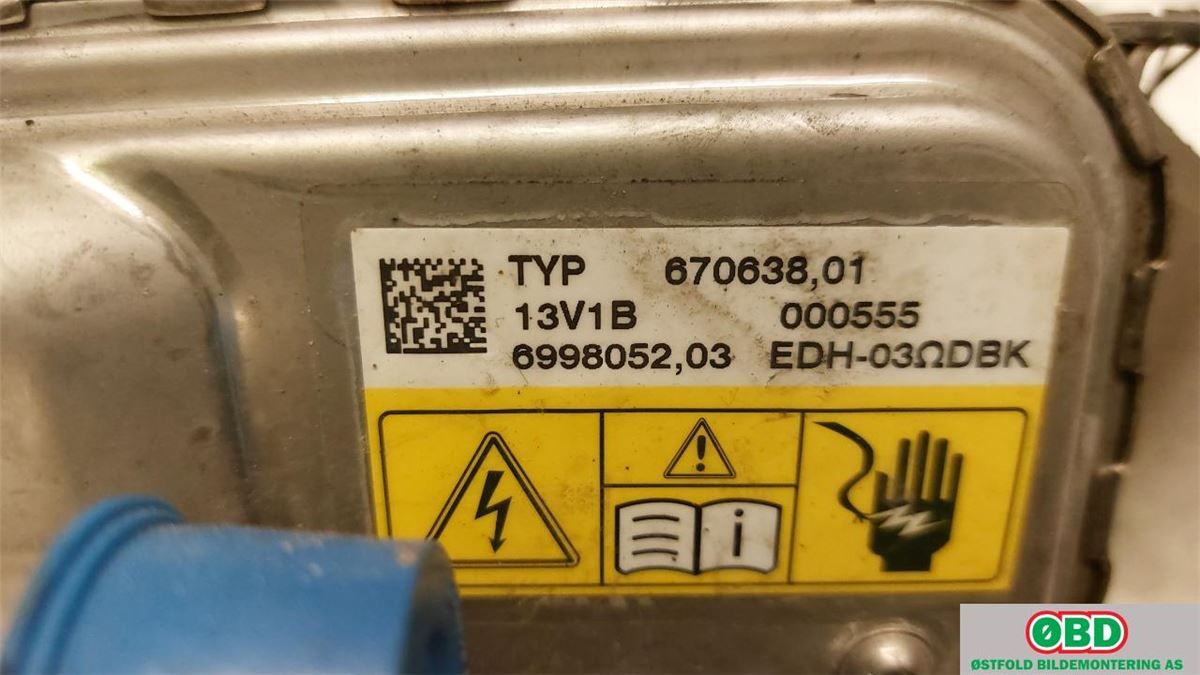 TYP 670638,01
13V1B 000555
6998052,03 EDH-03ΩDBK
i
ØBD
ØSTFOLD BILDEMONTERING AS